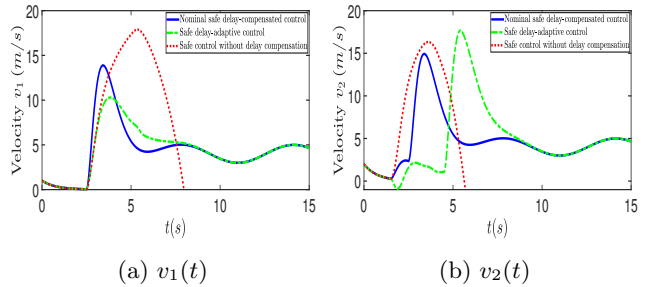 Nominal safe delay-compensated control
Safe delay-adaptive control
Safe control without delay compensation
Velocity v₁(m/s)
20
15
10
5
0
0 5 10 15
t(s)
(a) v₁(t)
Nominal safe delay-compensated control
Safe delay-adaptive control
Safe control without delay compensation
Velocity v₂(m/s)
20
15
10
5
0
0 5 10 15
t(s)
(b) v₂(t)